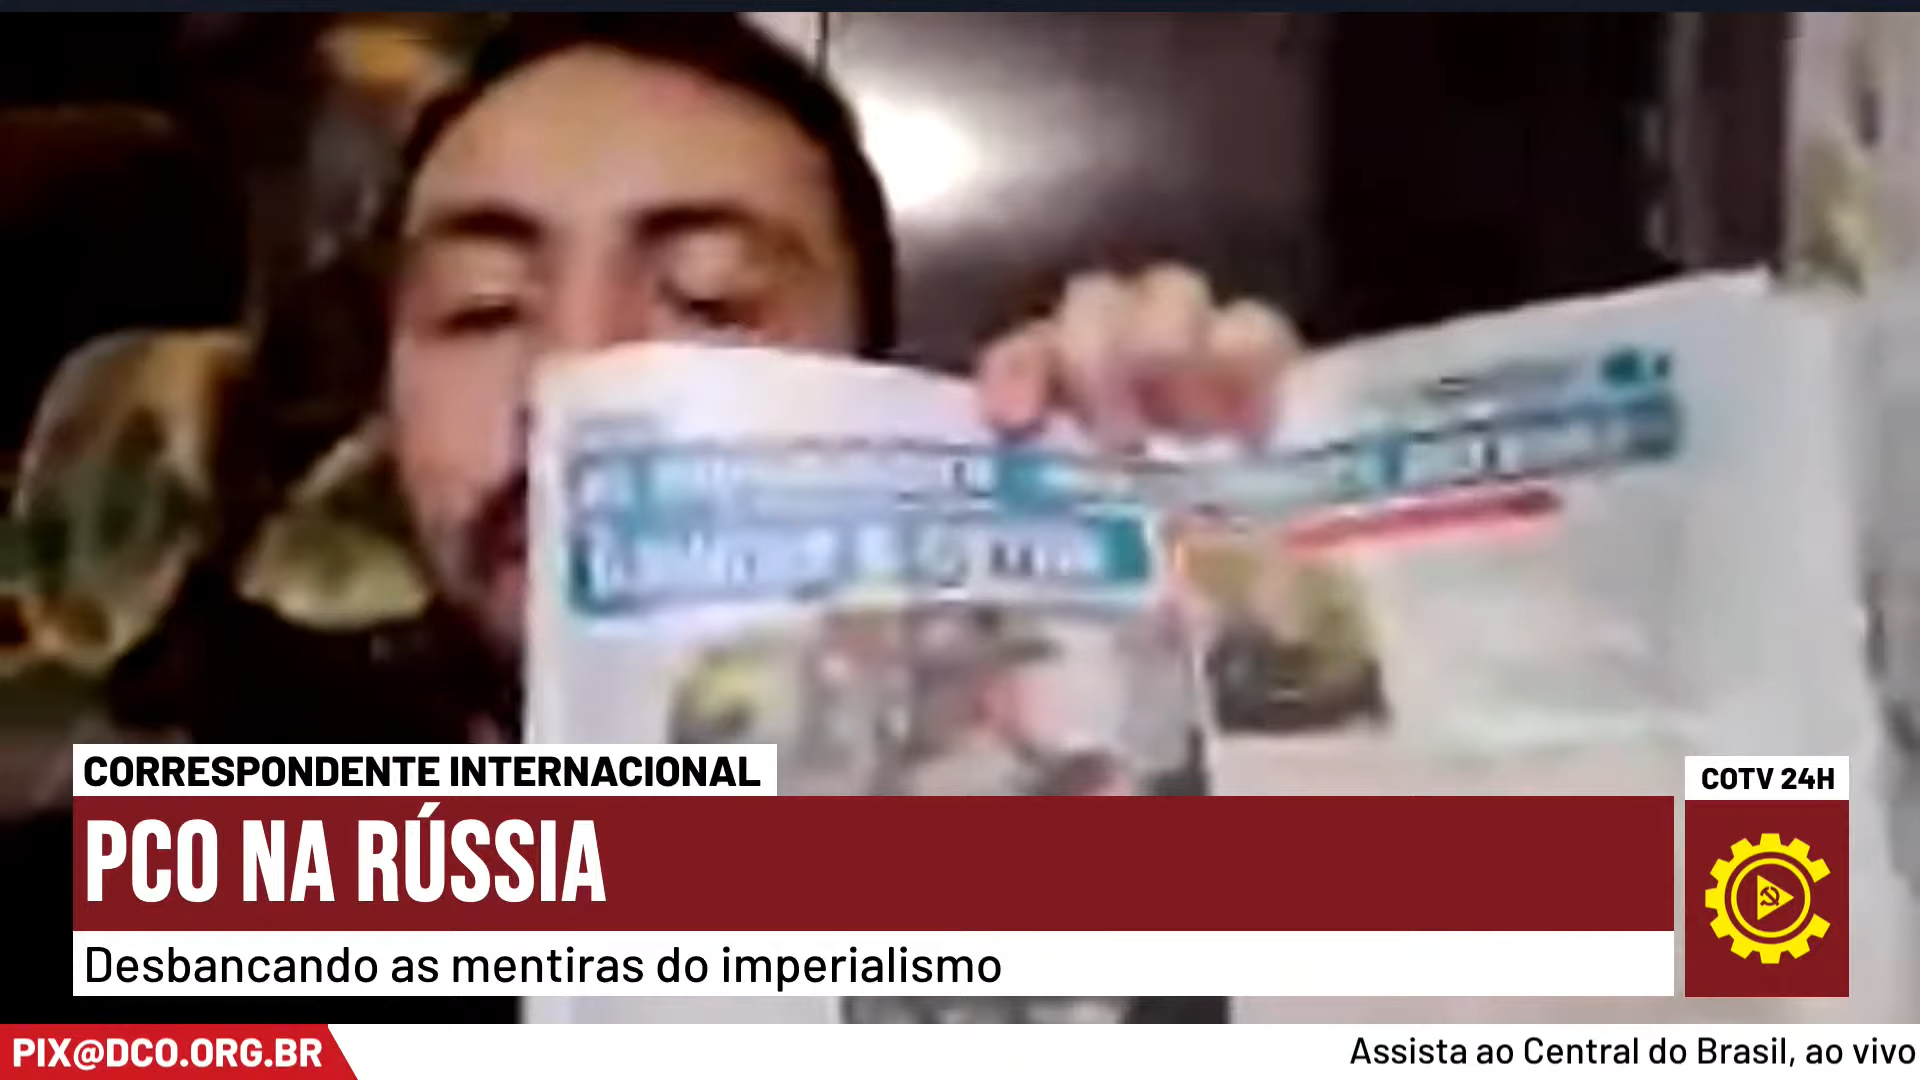 CORRESPONDENTE INTERNACIONAL
PCO NA RÚSSIA
Desbancando as mentiras do imperialismo
COTV 24H
PIX@DCO.ORG.BR
Assista ao Central do Brasil, ao vivo